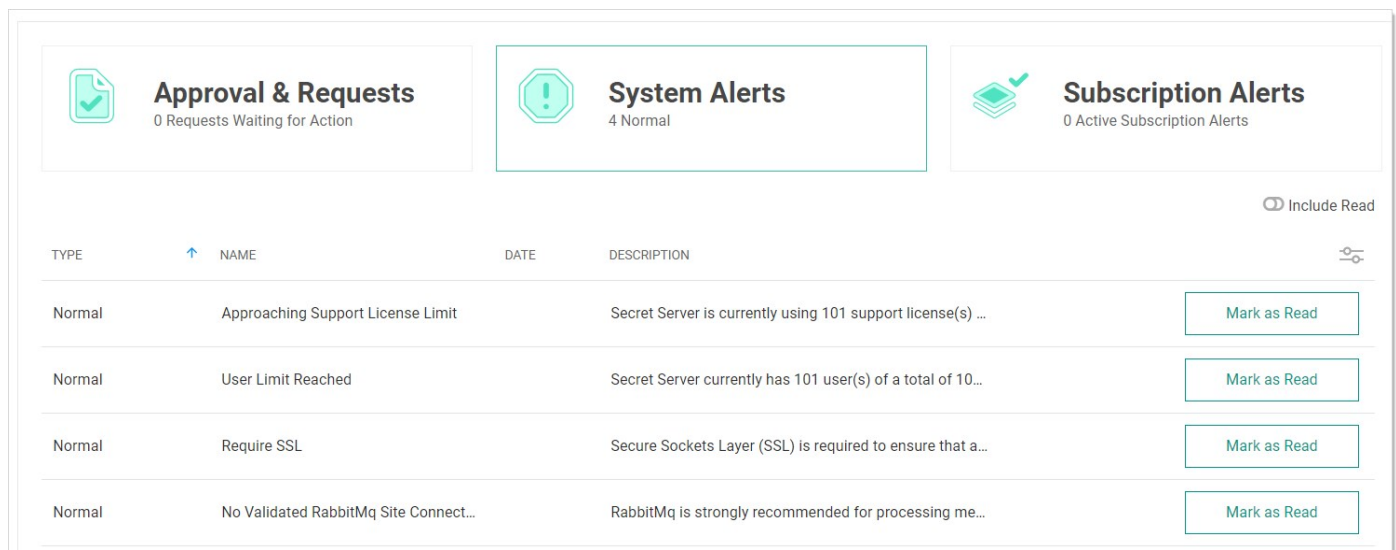 Approval & Requests
0 Requests Waiting for Action
System Alerts
4 Normal
Subscription Alerts
0 Active Subscription Alerts
Include Read
TYPE NAME DATE DESCRIPTION
Normal Approaching Support License Limit Secret Server is currently using 101 support license(s) ... Mark as Read
Normal User Limit Reached Secret Server currently has 101 user(s) of a total of 10... Mark as Read
Normal Require SSL Secure Sockets Layer (SSL) is required to ensure that a... Mark as Read
Normal No Validated RabbitMq Site Connect... RabbitMq is strongly recommended for processing me... Mark as Read